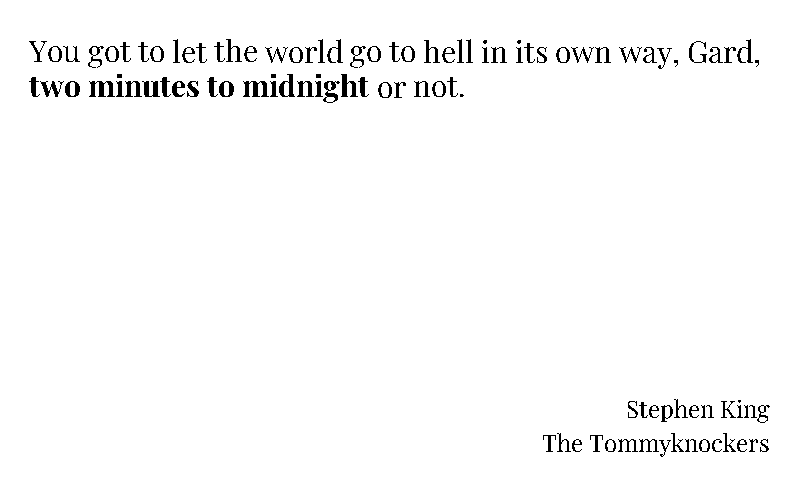 You got to let the world go to hell in its own way, Gard,
two minutes to midnight or not.
Stephen King
The Tommyknockers